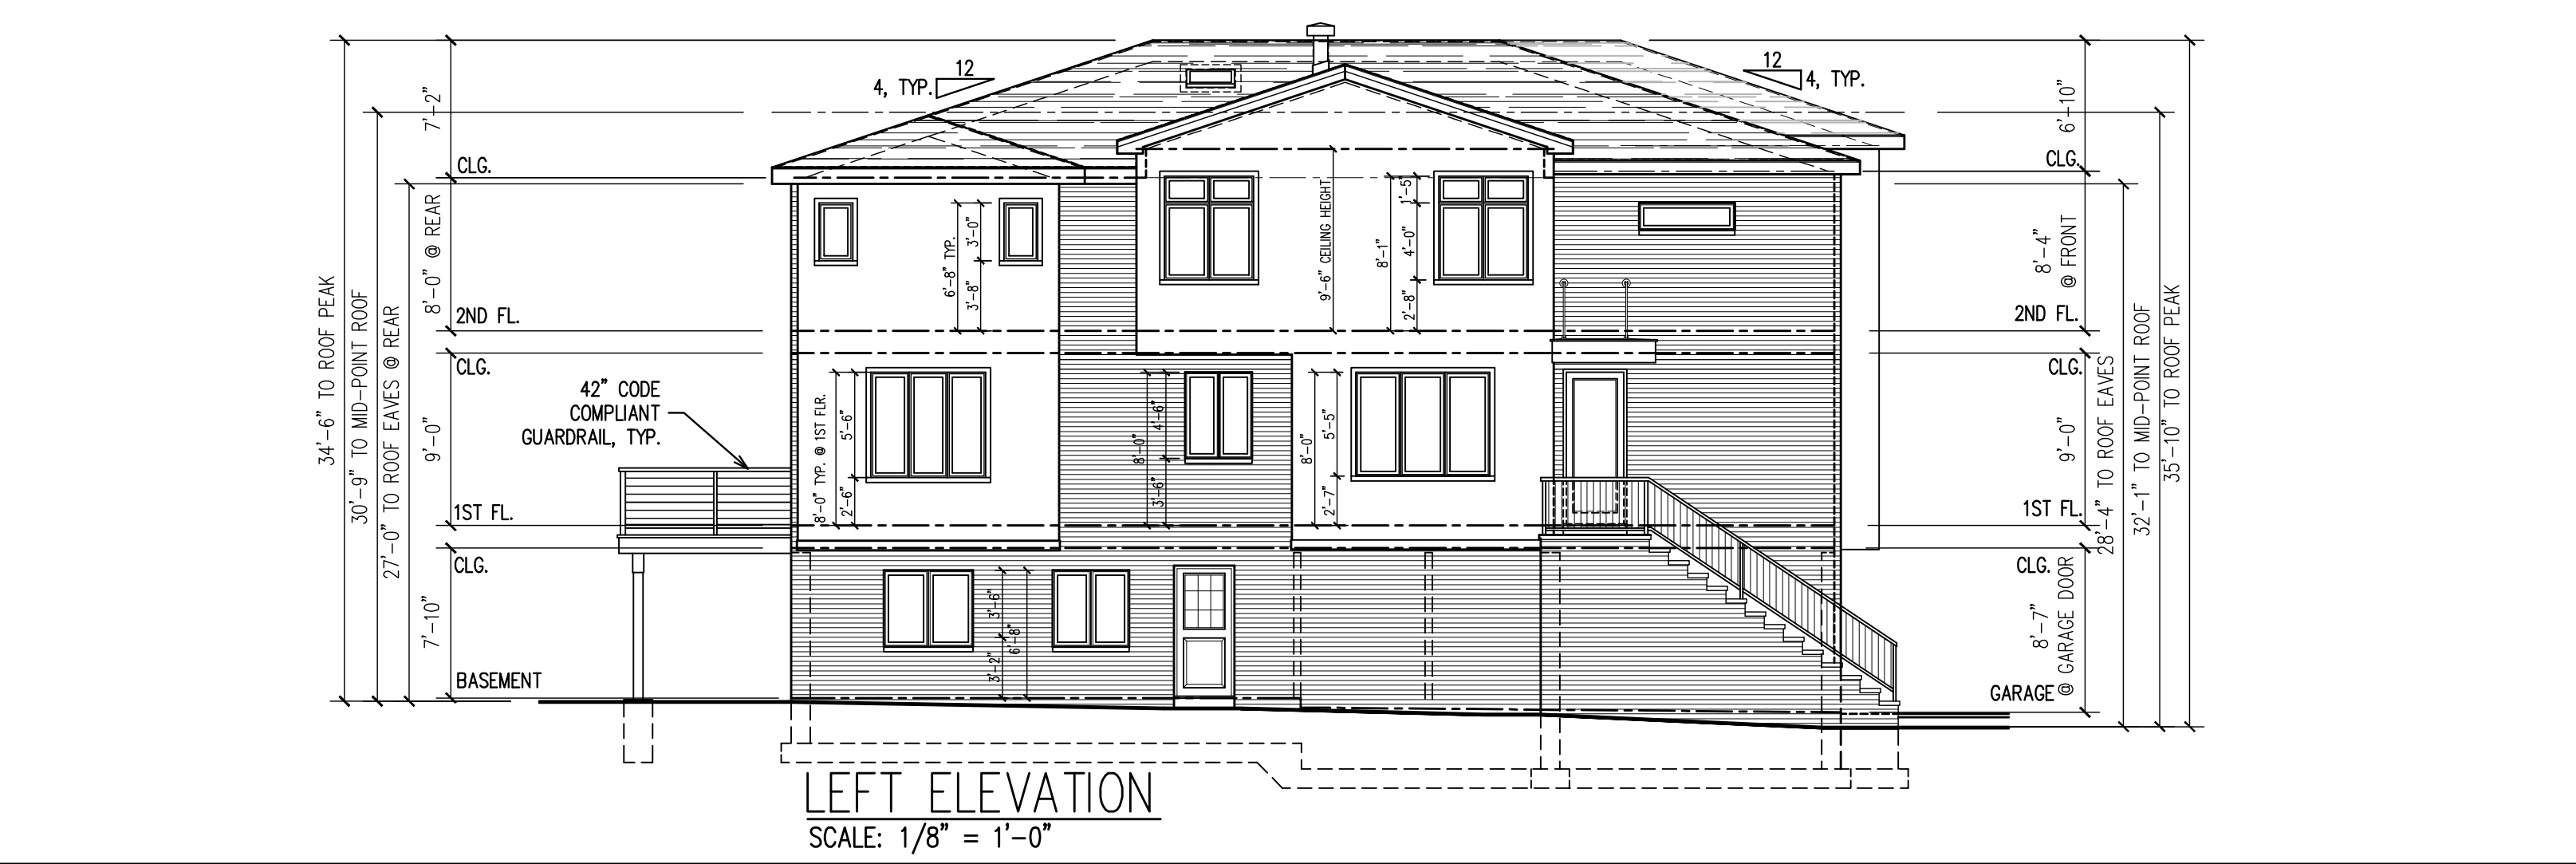 12
4, TYP.
12
4, TYP.
34'-6" TO ROOF PEAK
30'-9" TO MID-POINT ROOF
27'-0" TO ROOF EAVES @ REAR
7'-2"
CLG.
8'-0" @ REAR
2ND FL.
CLG.
9'-0"
1ST FL.
CLG.
7'-10"
BASEMENT
42" CODE
COMPLIANT
GUARDRAIL, TYP.
6'-8" TYP.
3'-0"
3'-8"
9'-6" CEILING HEIGHT
8'-1"
1'-5"
4'-0"
2'-8"
8'-0" TYP. @ 1ST FLR.
5'-6"
2'-6"
8'-0"
4'-6"
3'-6"
8'-0"
5'-5"
2'-7"
3'-6"
3'-2"
6'-8"
6'-10"
CLG.
8'-4"
@ FRONT
2ND FL.
CLG.
9'-0"
1ST FL.
CLG.
8'-7"
@ GARAGE DOOR
GARAGE
28'-4" TO ROOF EAVES
32'-1" TO MID-POINT ROOF
35'-10" TO ROOF PEAK
LEFT ELEVATION
SCALE: 1/8" = 1'-0"